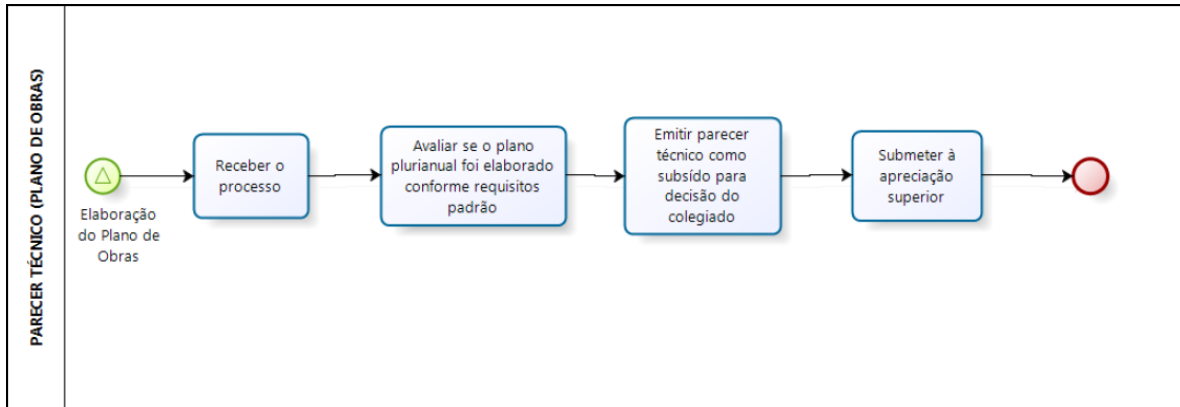 PARECER TÉCNICO (PLANO DE OBRAS)
Elaboração
do Plano de
Obras
Receber o
processo
Avaliar se o plano
plurianual foi elaborado
conforme requisitos
padrão
Emitir parecer
técnico como
subsído para
decisão do
colegiado
Submeter à
apreciação
superior